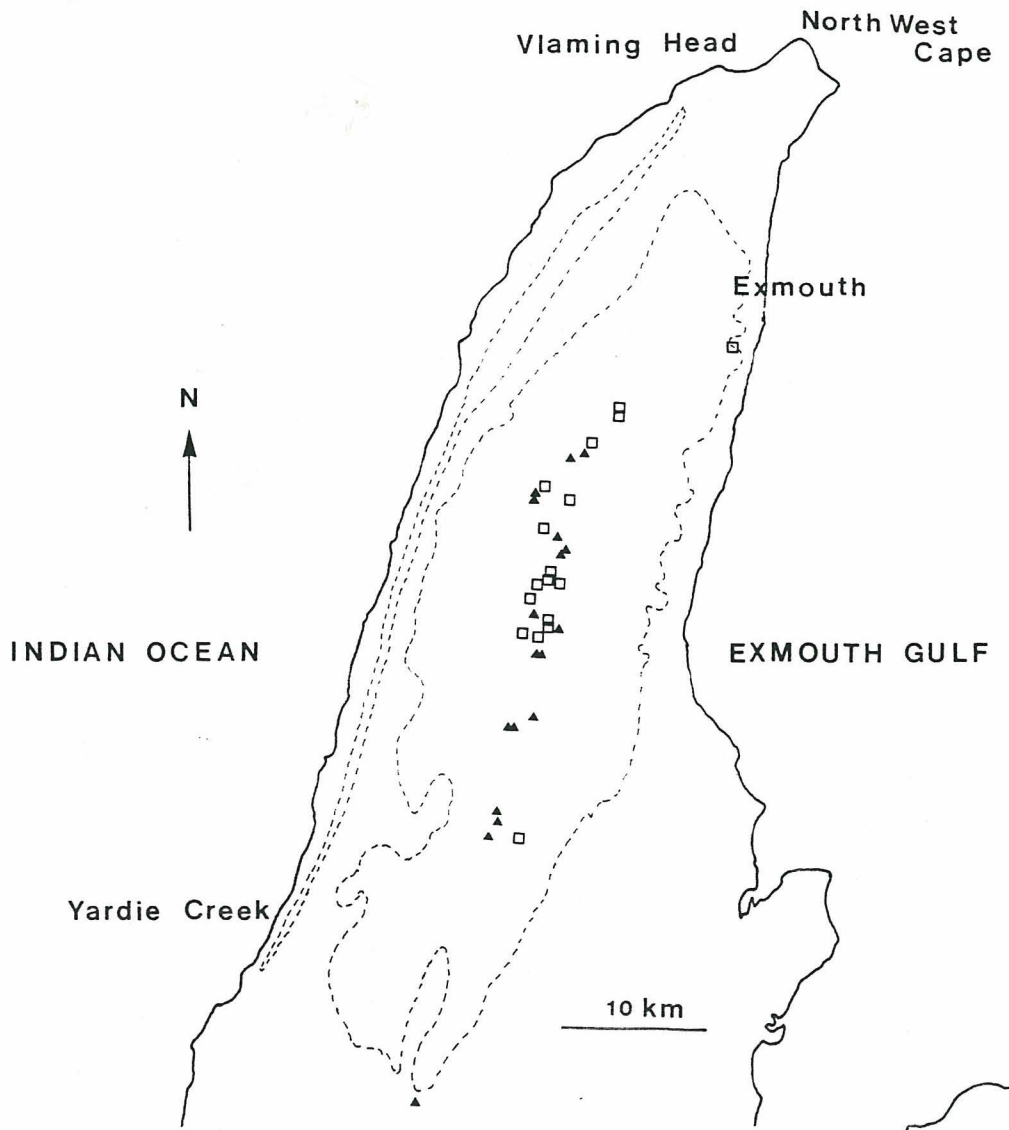 North West
Cape
Vlaming Head
Exmouth
N
INDIAN OCEAN
EXMOUTH GULF
Yardie Creek
10 km